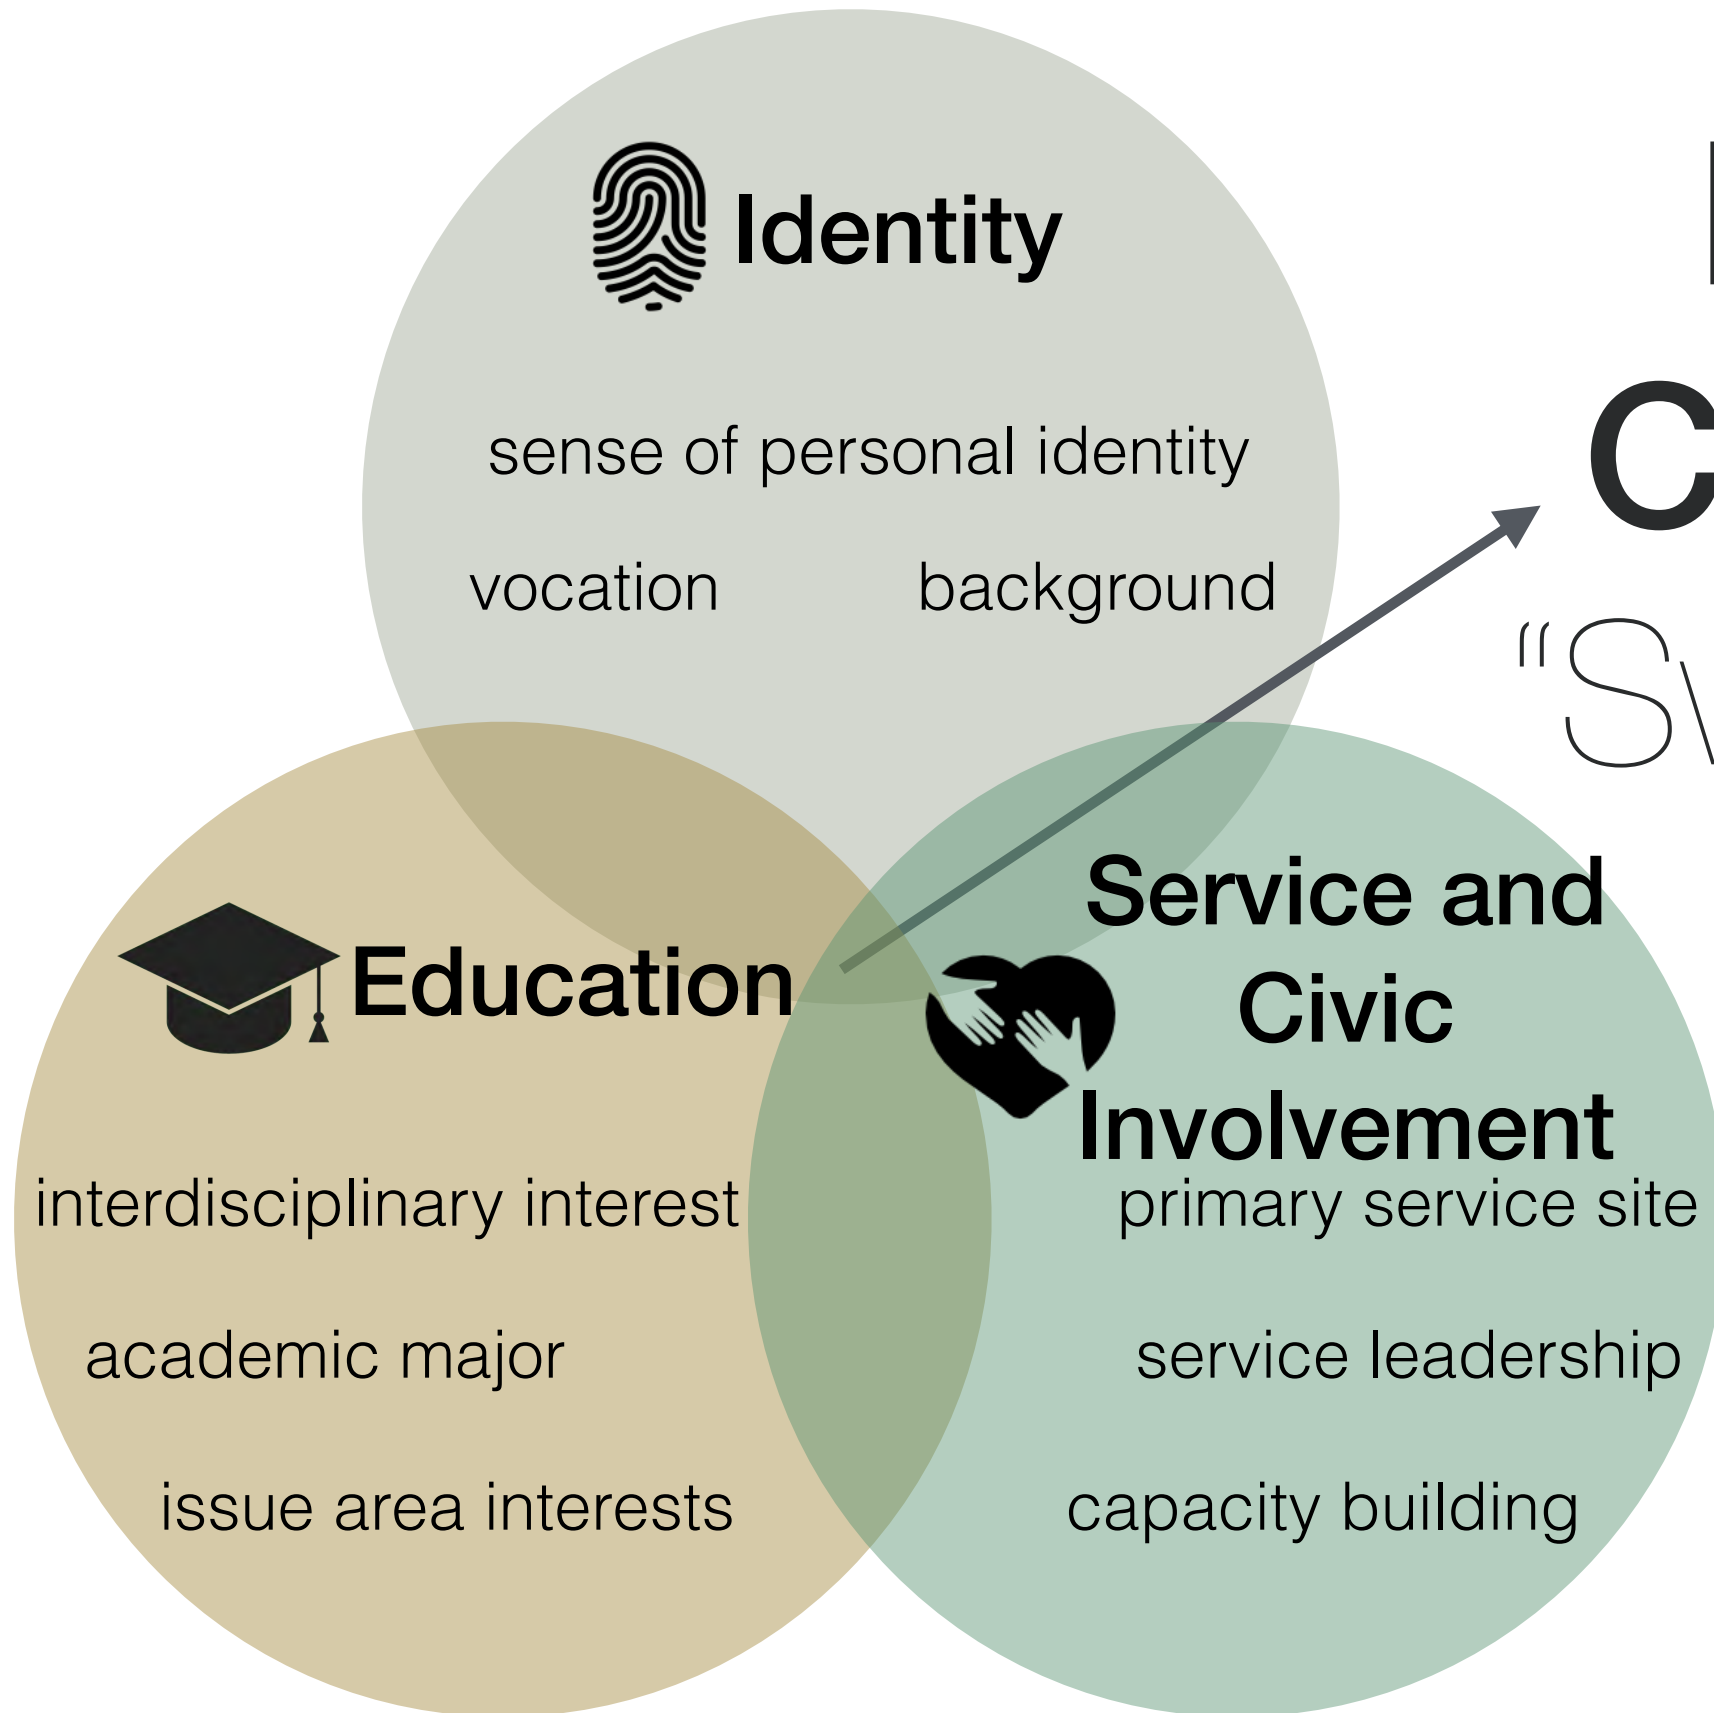 Identity
sense of personal identity
vocation background
Education
interdisciplinary interest
academic major
issue area interests
Service and
Civic
Involvement
primary service site
service leadership
capacity building